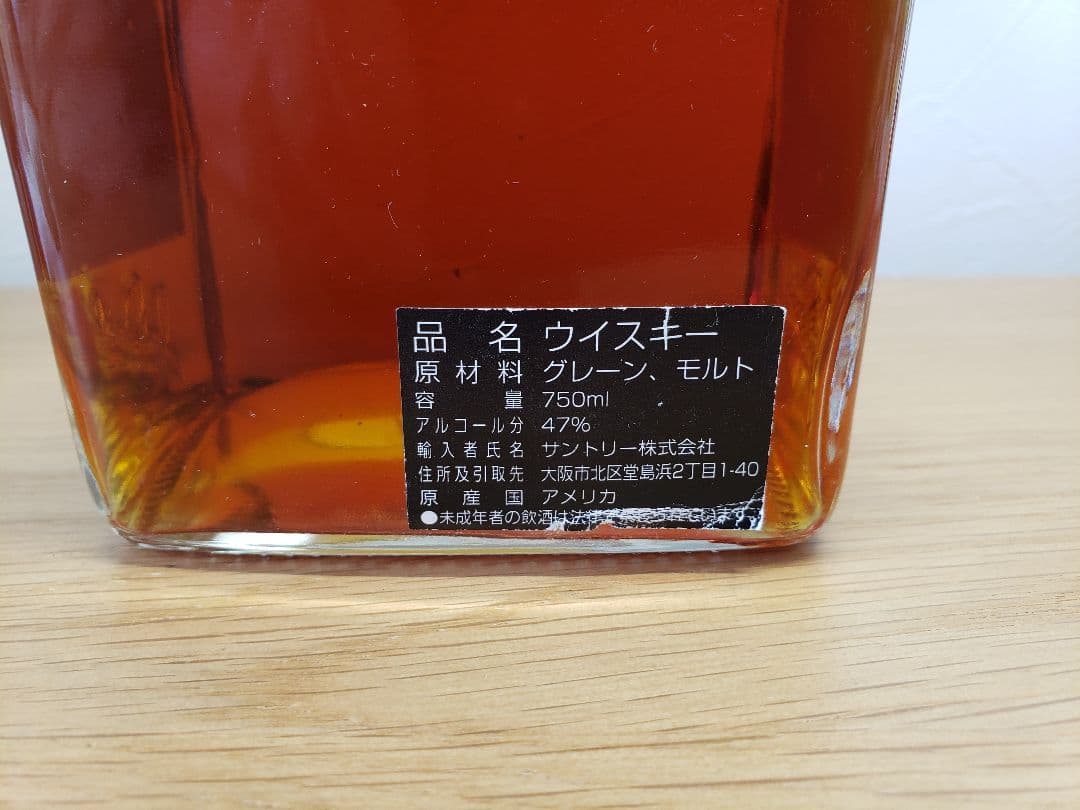 品名 ウイスキー
原材料 グレーン、モルト
容量 750ml
アルコール分 47%
輸入者氏名 サントリー株式会社
住所及引取先 大阪市北区堂島浜2丁目1-40
原産国 アメリカ
●未成年者の飲酒は法律で